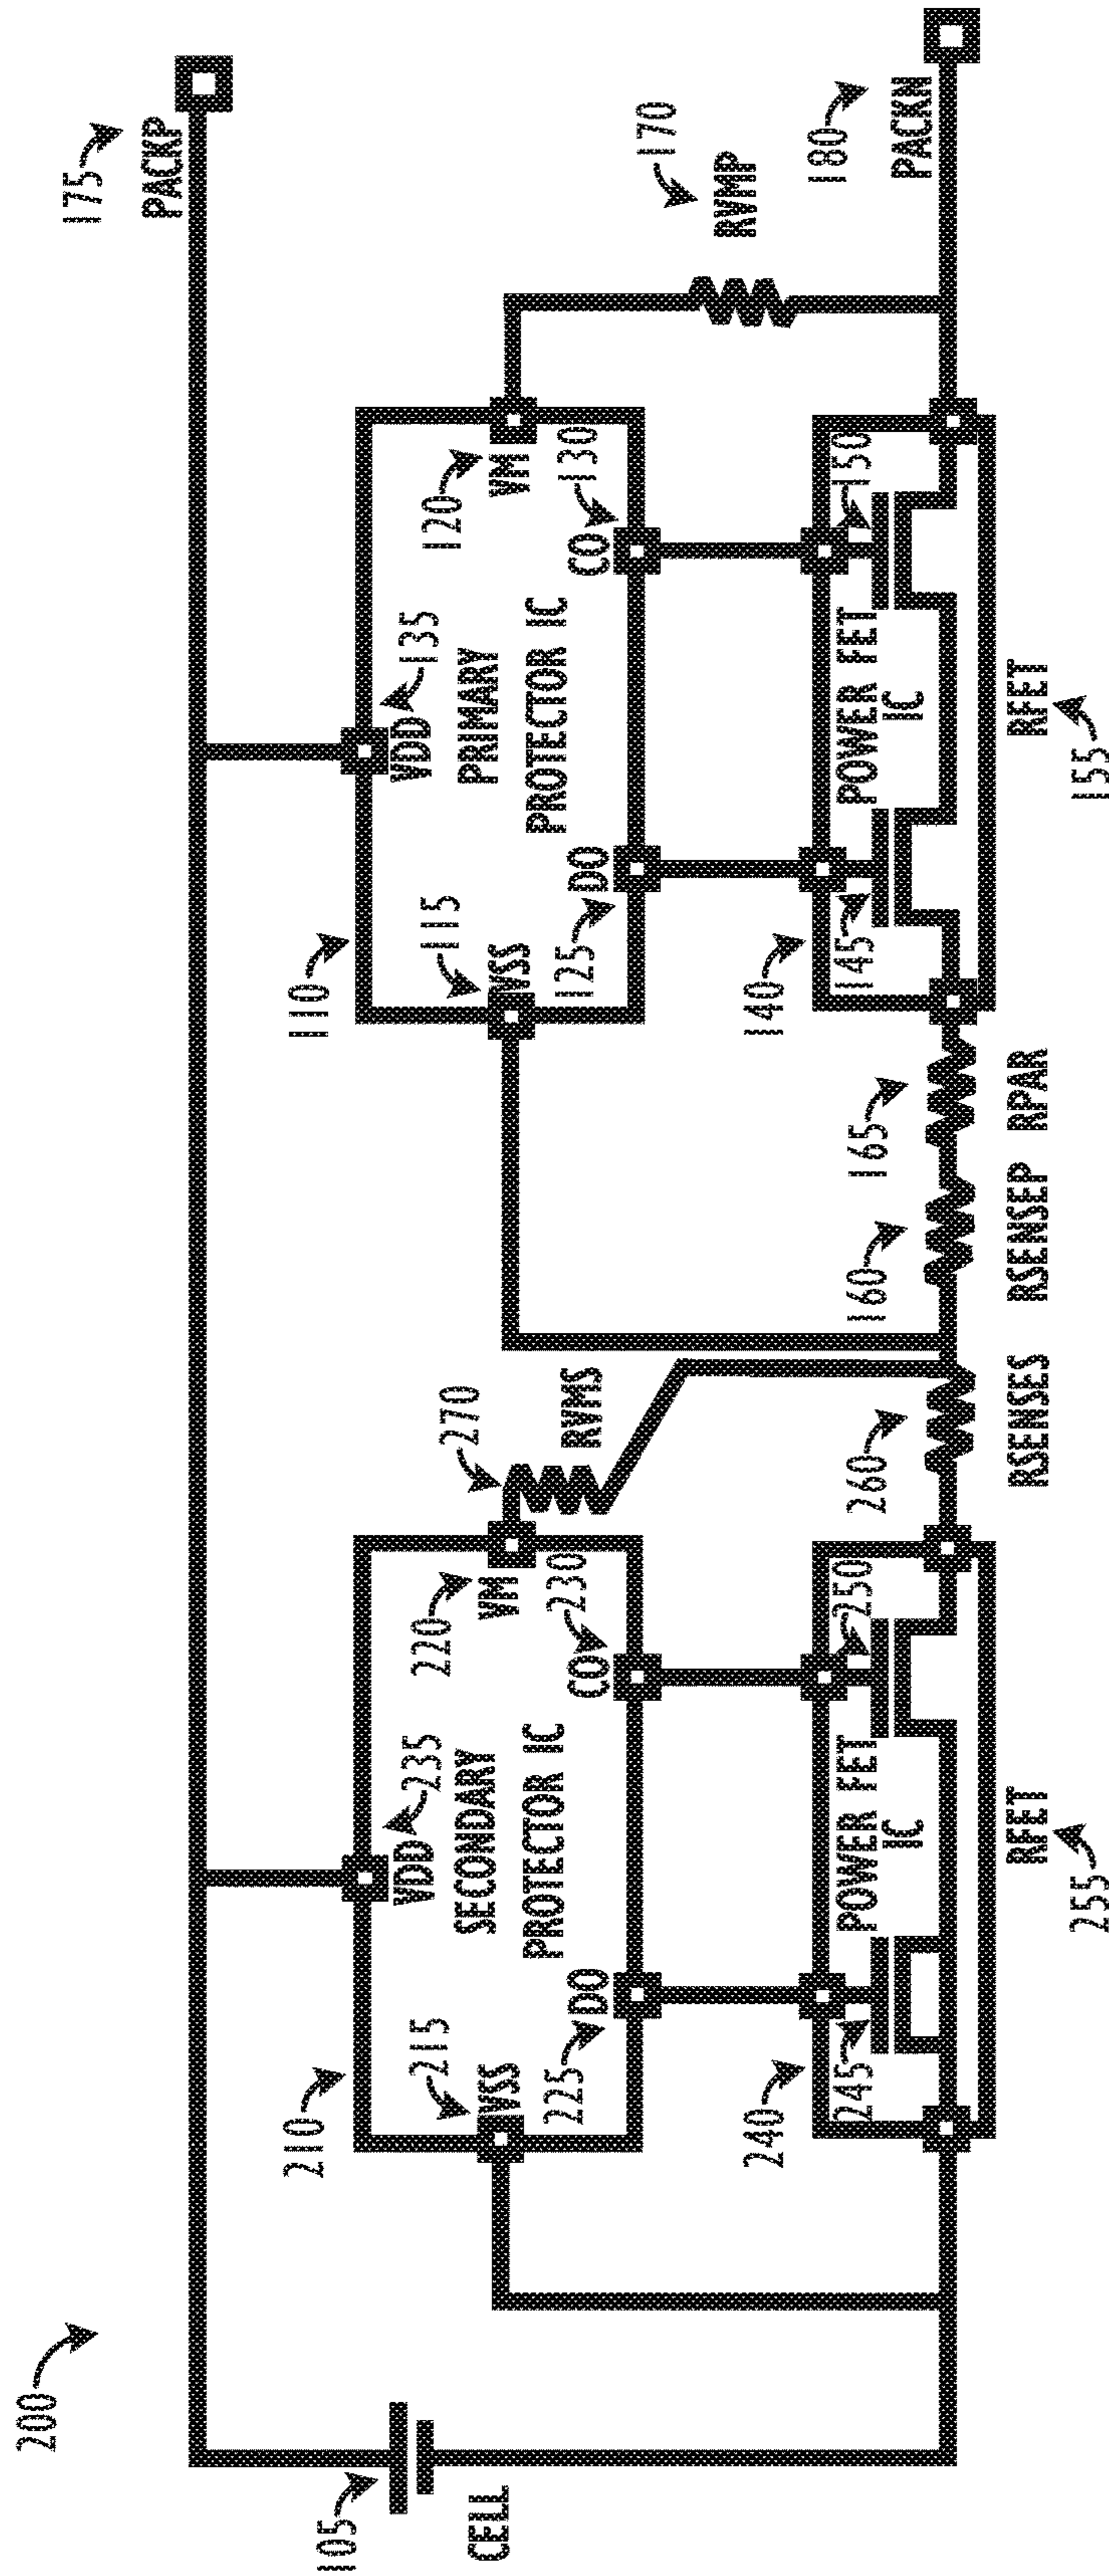 200
105
CELL
210
215
VSS
VDD
235
SECONDARY
PROTECTOR IC
220
VM
225
DO
CO
230
270
RVMS
240
245
POWER FET
IC
250
RFET
255
260
RSENSES
110
115
VSS
VDD
135
PRIMARY
PROTECTOR IC
120
VM
125
DO
CO
130
140
145
POWER FET
IC
150
RFET
155
160
RSENSEP
165
RPAR
170
RVMP
175
PACKP
180
PACKN